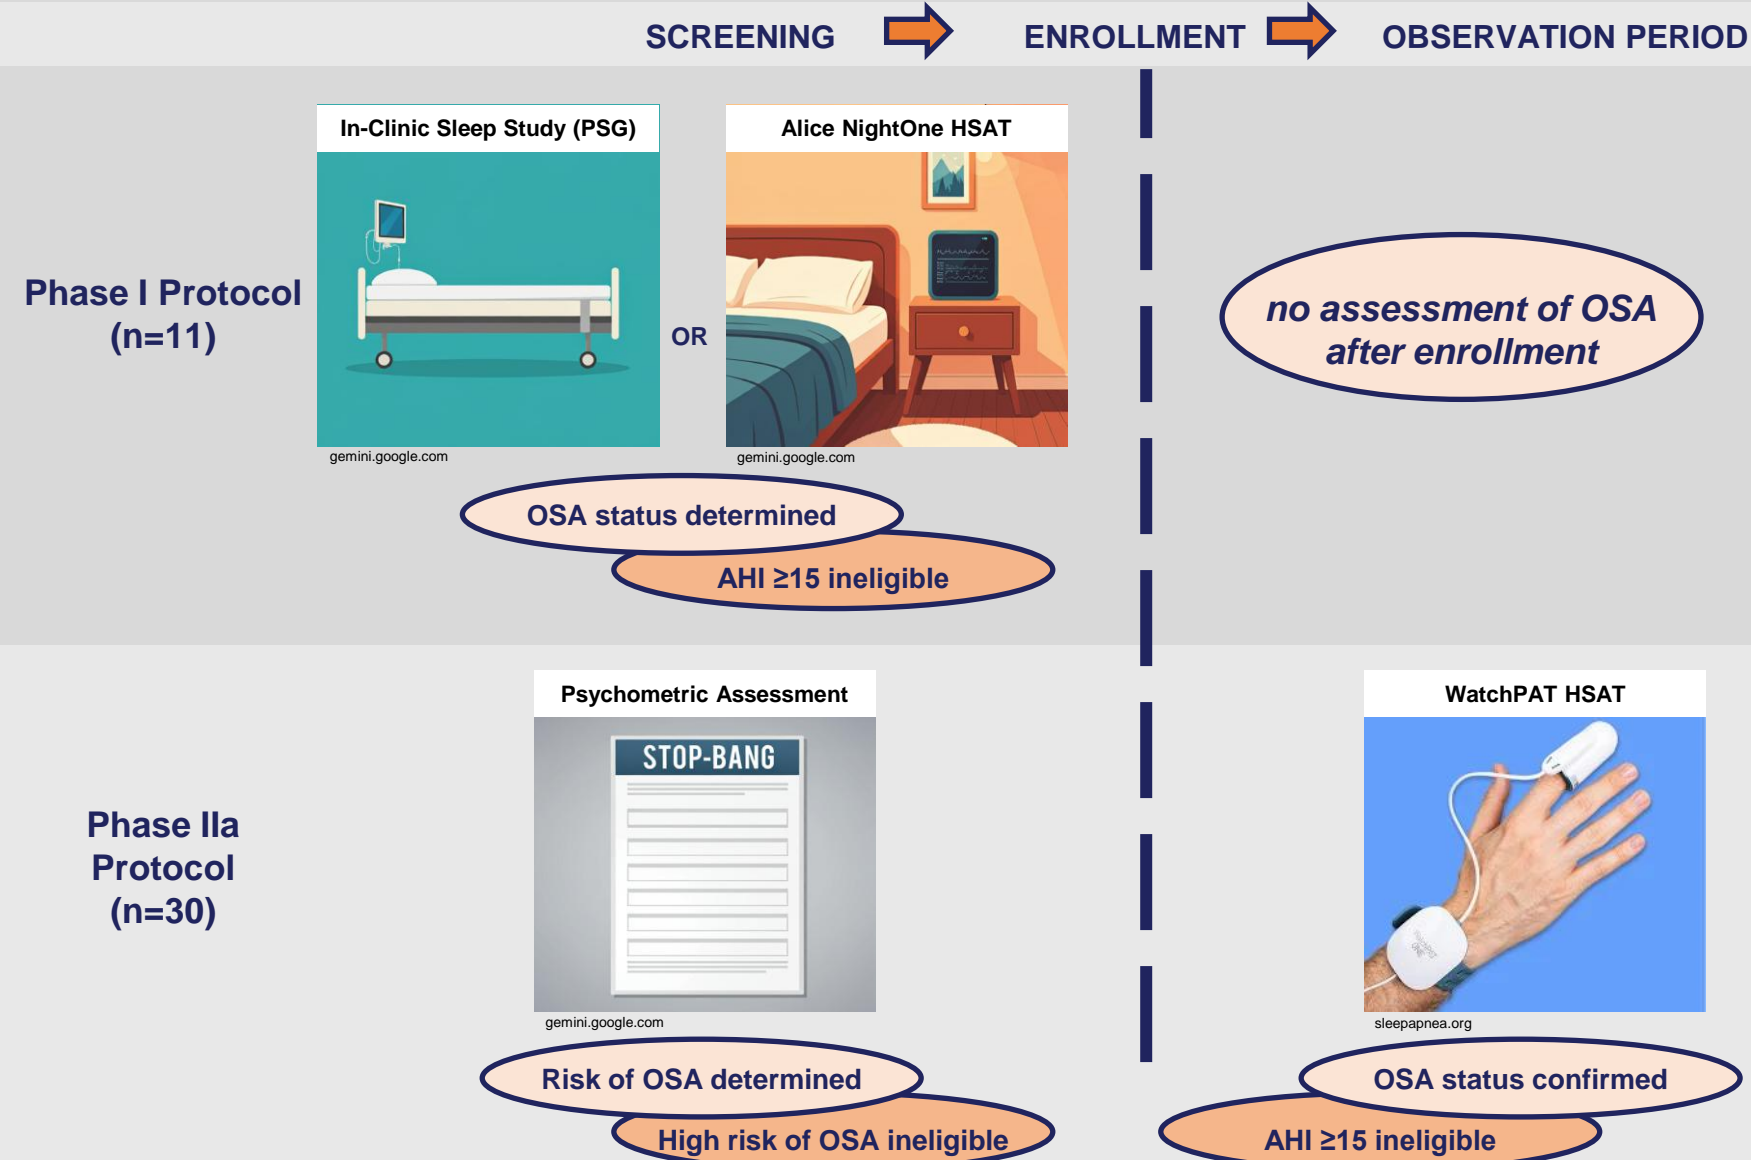 SCREENING
ENROLLMENT
OBSERVATION PERIOD
Phase I Protocol
(n=11)
In-Clinic Sleep Study (PSG)
gemini.google.com
OR
Alice NightOne HSAT
gemini.google.com
OSA status determined
AHI ≥15 ineligible
no assessment of OSA
after enrollment
Phase IIa
Protocol
(n=30)
Psychometric Assessment
STOP-BANG
gemini.google.com
Risk of OSA determined
High risk of OSA ineligible
WatchPAT HSAT
sleepapnea.org
OSA status confirmed
AHI ≥15 ineligible